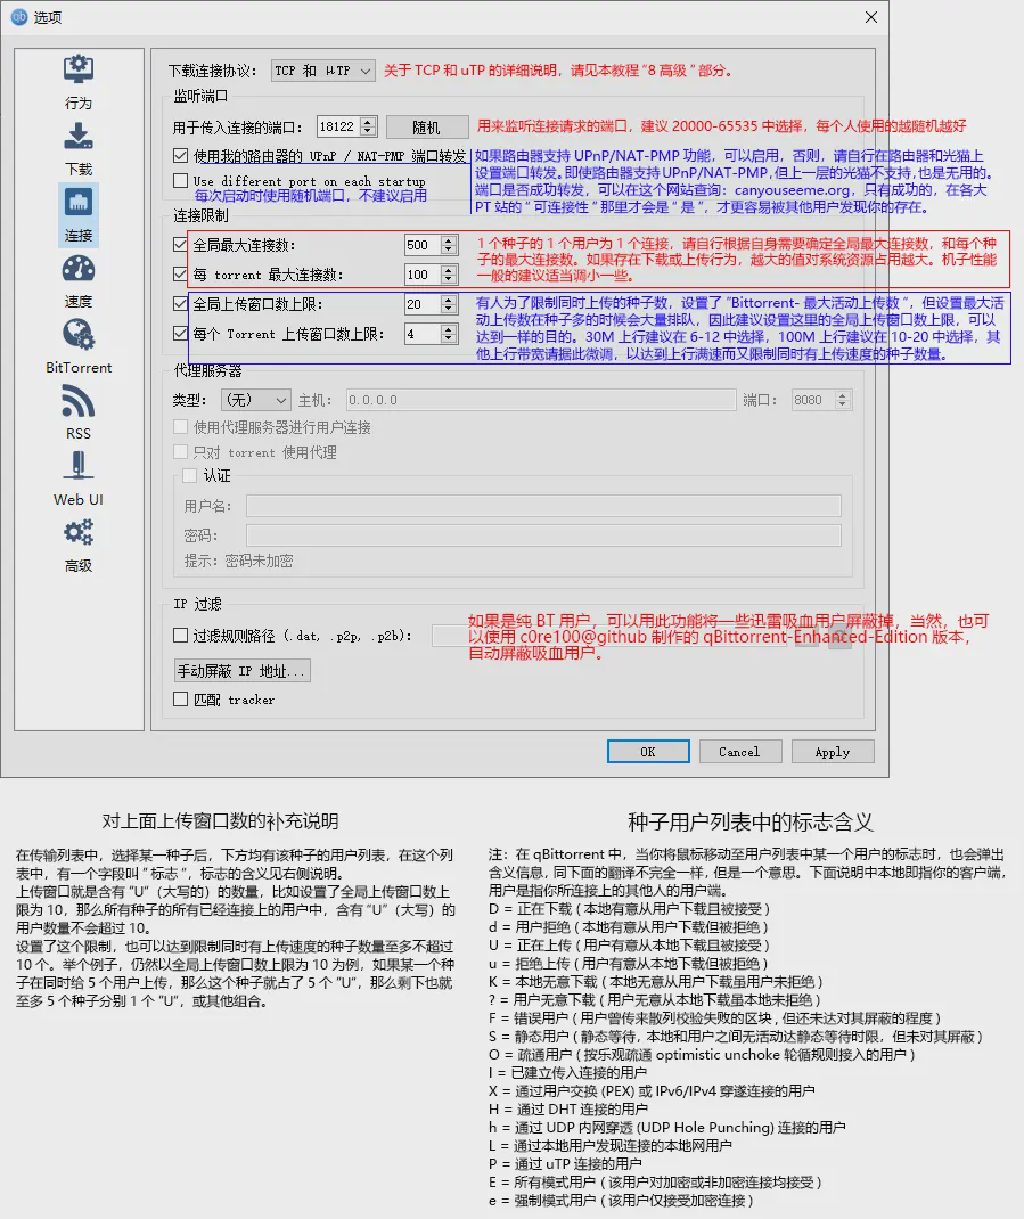 选项
行为
下载
连接
速度
BitTorrent
RSS
Web UI
高级
下载连接协议： TCP 和 μTP 关于 TCP 和 uTP 的详细说明，请见本教程“8 高级 ”部分。
监听端口
用于传入连接的端口： 18122 随机 用来监听连接请求的端口，建议 20000-65535 中选择，每个人使用的越随机越好
使用我的路由器的 UPnP / NAT-PMP 端口转发
Use different port on each startup
每次启动时使用随机端口，不建议启用
如果路由器支持 UPnP/NAT-PMP 功能，可以启用，否则，请自行在路由器和光猫上
设置端口转发。即使路由器支持 UPnP/NAT-PMP,但上一层的光猫不支持,也是无用的。
端口是否成功转发，可以在这个网站查询：canyouseeme.org，只有成功的，在各大
PT 站的 “ 可连接性 ” 那里才会是 “ 是 ”，才更容易被其他用户发现你的存在。
连接限制
全局最大连接数： 500
每 torrent 最大连接数： 100
1 个种子的 1 个用户为 1 个连接，请自行根据自身需要确定全局最大连接数，和每个种
子的最大连接数。如果存在下载或上传行为，越大的值对系统资源占用越大。机子性能
一般的建议适当调小一些。
全局上传窗口数上限： 20
每个 Torrent 上传窗口数上限： 4
有人为了限制同时上传的种子数，设置了 “Bittorrent- 最大活动上传数 ”，但设置最大活
动上传数在种子多的时候会大量排队，因此建议设置这里的全局上传窗口数上限，可以
达到一样的目的。30M 上行建议在 6-12 中选择，100M 上行建议在 10-20 中选择，其
他上行带宽请据此微调，以达到上行满速而又限制同时有上传速度的种子数量。
代理服务器
类型： (无) 主机： 0.0.0.0 端口： 8080
使用代理服务器进行用户连接
只对 torrent 使用代理
认证
用户名：
密码：
提示：密码未加密
IP 过滤
过滤规则路径 (.dat, .p2p, .p2b)：
如果是纯 BT 用户，可以用此功能将一些迅雷吸血用户屏蔽掉，当然，也可
以使用 c0re100@github 制作的 qBittorrent-Enhanced-Edition 版本，
自动屏蔽吸血用户。
手动屏蔽 IP 地址...
匹配 tracker
OK Cancel Apply
对上面上传窗口数的补充说明
在传输列表中，选择某一种子后，下方均有该种子的用户列表，在这个列
表中，有一个字段叫 “ 标志 ”，标志的含义见右侧说明。
上传窗口就是含有 “U”（大写的）的数量，比如设置了全局上传窗口数上
限为 10，那么所有种子的所有已经连接上的用户中，含有 “U”（大写）的
用户数量不会超过 10。
设置了这个限制，也可以达到限制同时有上传速度的种子数量至多不超过
10 个。举个例子，仍然以全局上传窗口数上限为 10 为例，如果某一个种
子在同时给 5 个用户上传，那么这个种子就占了 5 个 “U”，那么剩下也就
至多 5 个种子分别 1 个 “U”，或其他组合。
种子用户列表中的标志含义
注：在 qBittorrent 中，当你将鼠标移动至用户列表中某一个用户的标志时，也会弹出
含义信息，同下面的翻译不完全一样，但是一个意思。下面说明中本地即指你的客户端，
用户是指你所连接上的其他人的用户端。
D = 正在下载 ( 本地有意从用户下载且被接受 )
d = 用户拒绝 ( 本地有意从用户下载但被拒绝 )
U = 正在上传 ( 用户有意从本地下载且被接受 )
u = 拒绝上传 ( 用户有意从本地下载但被拒绝 )
K = 本地无意下载 ( 本地无意从用户下载虽用户未拒绝 )
? = 用户无意下载 ( 用户无意从本地下载虽本地未拒绝 )
F = 错误用户 ( 用户曾传来散列校验失败的区块 , 但还未达对其屏蔽的程度 )
S = 静态用户 ( 静态等待，本地和用户之间无活动达静态等待时限，但未对其屏蔽 )
O = 疏通用户 ( 按乐观疏通 optimistic unchoke 轮循规则接入的用户 )
I = 已建立传入连接的用户
X = 通过用户交换 (PEX) 或 IPv6/IPv4 穿邃连接的用户
H = 通过 DHT 连接的用户
h = 通过 UDP 内网穿透 (UDP Hole Punching) 连接的用户
L = 通过本地用户发现连接的本地网用户
P = 通过 uTP 连接的用户
E = 所有模式用户 ( 该用户对加密或非加密连接均接受 )
e = 强制模式用户 ( 该用户仅接受加密连接 )